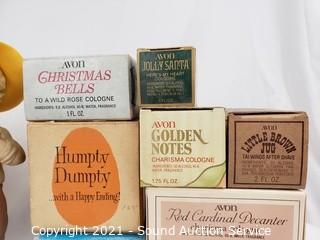 AVON
CHRISTMAS
BELLS
TO A WILD ROSE COLOGNE
1 FL. OZ.
AVON
JOLLY SANTA
HERE'S MY HEART
COLOGNE
Humpty
Dumpty
...with a Happy Ending!
AVON
GOLDEN
NOTES
CHARISMA COLOGNE
1.75 FL. OZ.
AVON
LITTLE BROWN
JUG
TAI WINDS AFTER SHAVE
2 FL. OZ.
AVON
Red Cardinal Decanter
Copyright 2021 - Sound Auction Service